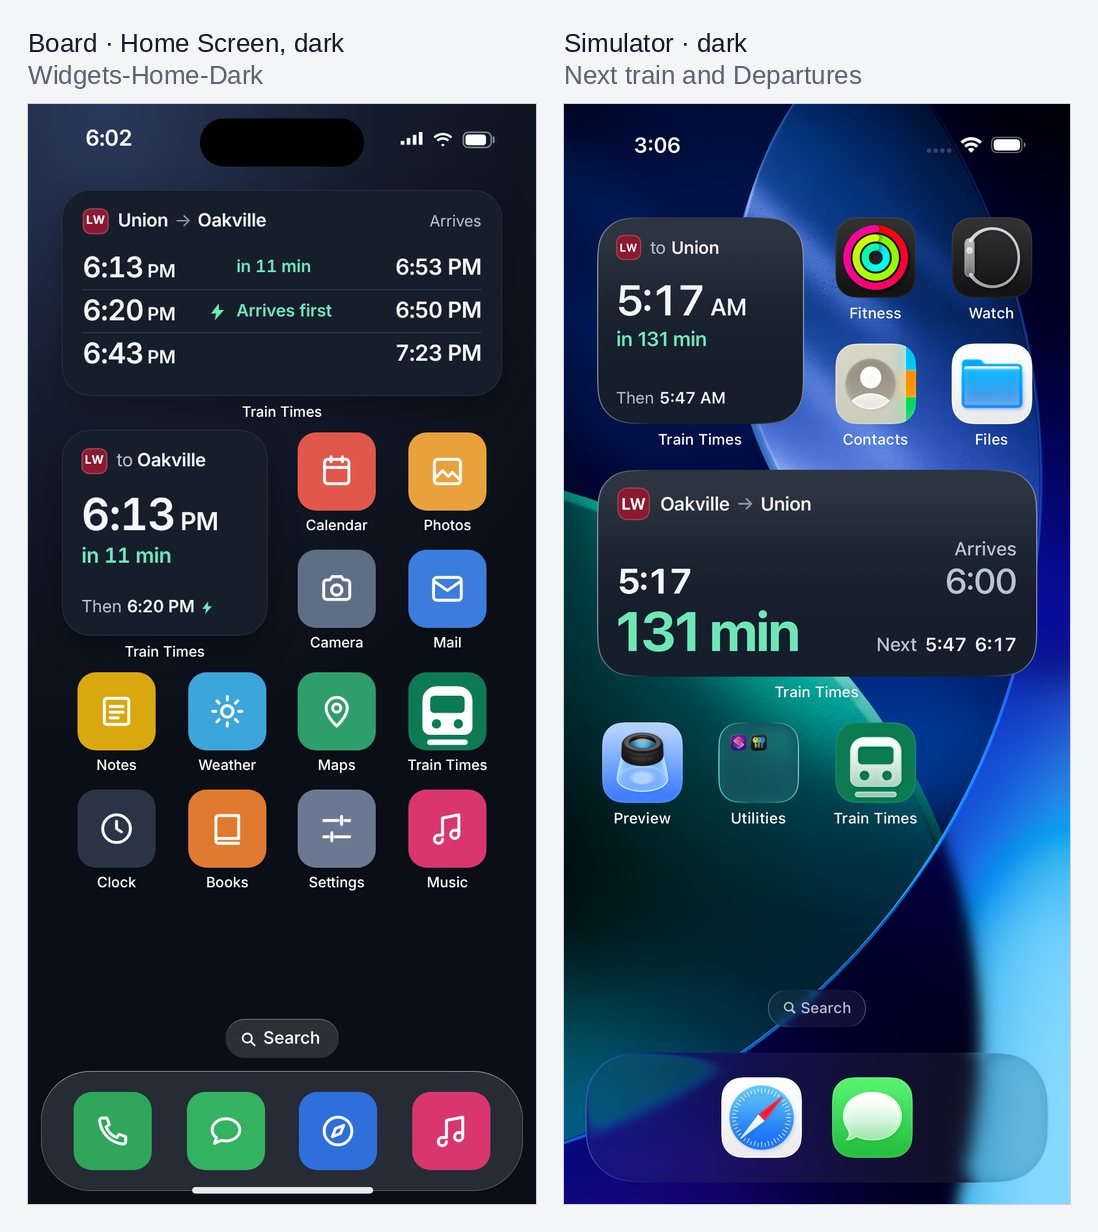 Board · Home Screen, dark
Widgets-Home-Dark
6:02
LW Union → Oakville Arrives
6:13 PM in 11 min 6:53 PM
6:20 PM Arrives first 6:50 PM
6:43 PM 7:23 PM
Train Times
LW to Oakville
6:13 PM
in 11 min
Then 6:20 PM
Train Times
Calendar Photos
Camera Mail
Notes Weather Maps Train Times
Clock Books Settings Music
Search
Simulator · dark
Next train and Departures
3:06
LW to Union
5:17 AM
in 131 min
Then 5:47 AM
Train Times
Fitness Watch
Contacts Files
LW Oakville → Union
Arrives
5:17 6:00
131 min Next 5:47 6:17
Train Times
Preview Utilities Train Times
Search